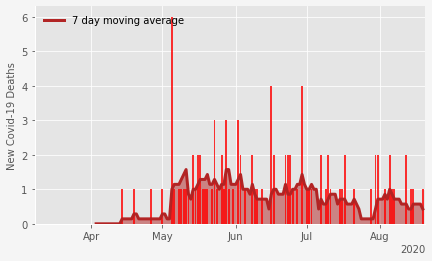 7 day moving average
New Covid-19 Deaths
6
5
4
3
2
1
0
Apr
May
Jun
Jul
Aug
2020